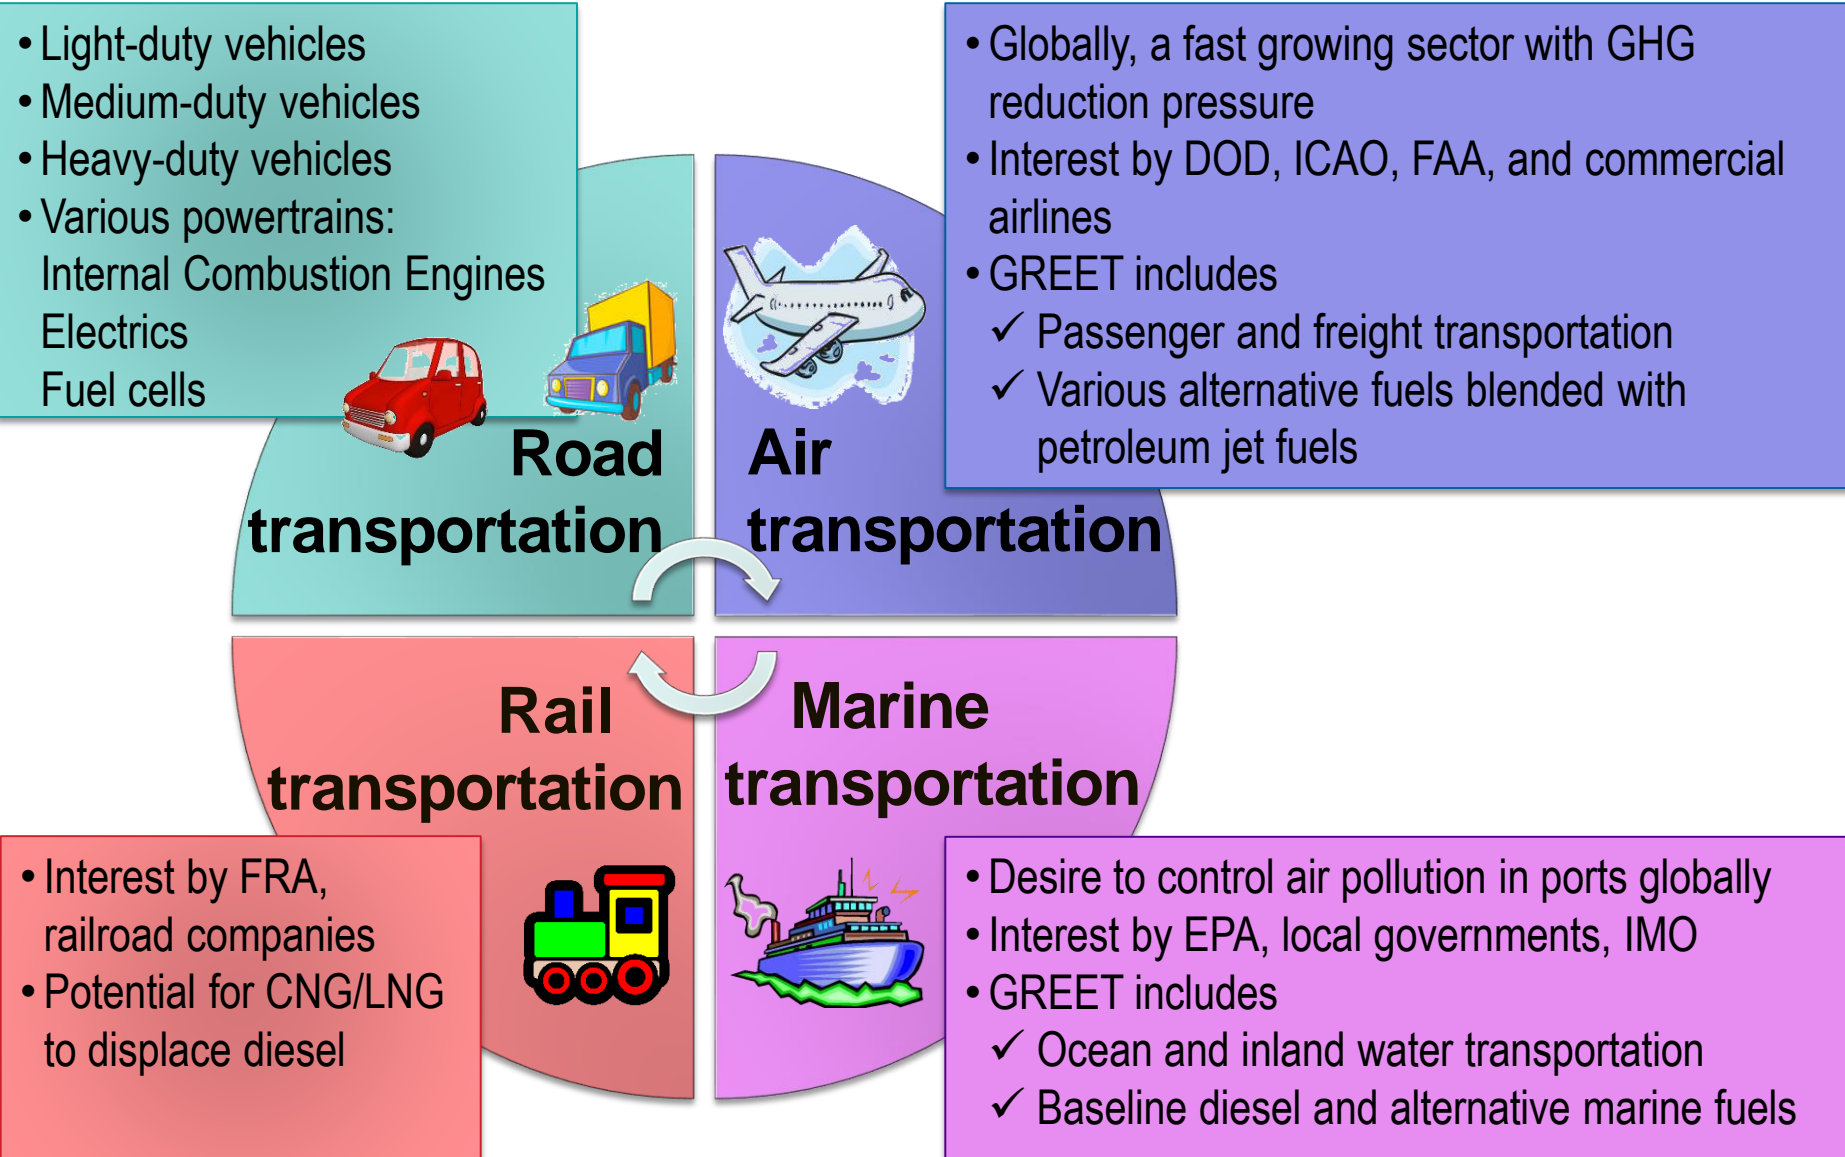 • Light-duty vehicles
• Medium-duty vehicles
• Heavy-duty vehicles
• Various powertrains:
Internal Combustion Engines
Electrics
Fuel cells
Road
transportation
• Globally, a fast growing sector with GHG
reduction pressure
• Interest by DOD, ICAO, FAA, and commercial
airlines
• GREET includes
✓ Passenger and freight transportation
✓ Various alternative fuels blended with
petroleum jet fuels
Air
transportation
Rail
transportation
• Interest by FRA,
railroad companies
• Potential for CNG/LNG
to displace diesel
Marine
transportation
• Desire to control air pollution in ports globally
• Interest by EPA, local governments, IMO
• GREET includes
✓ Ocean and inland water transportation
✓ Baseline diesel and alternative marine fuels